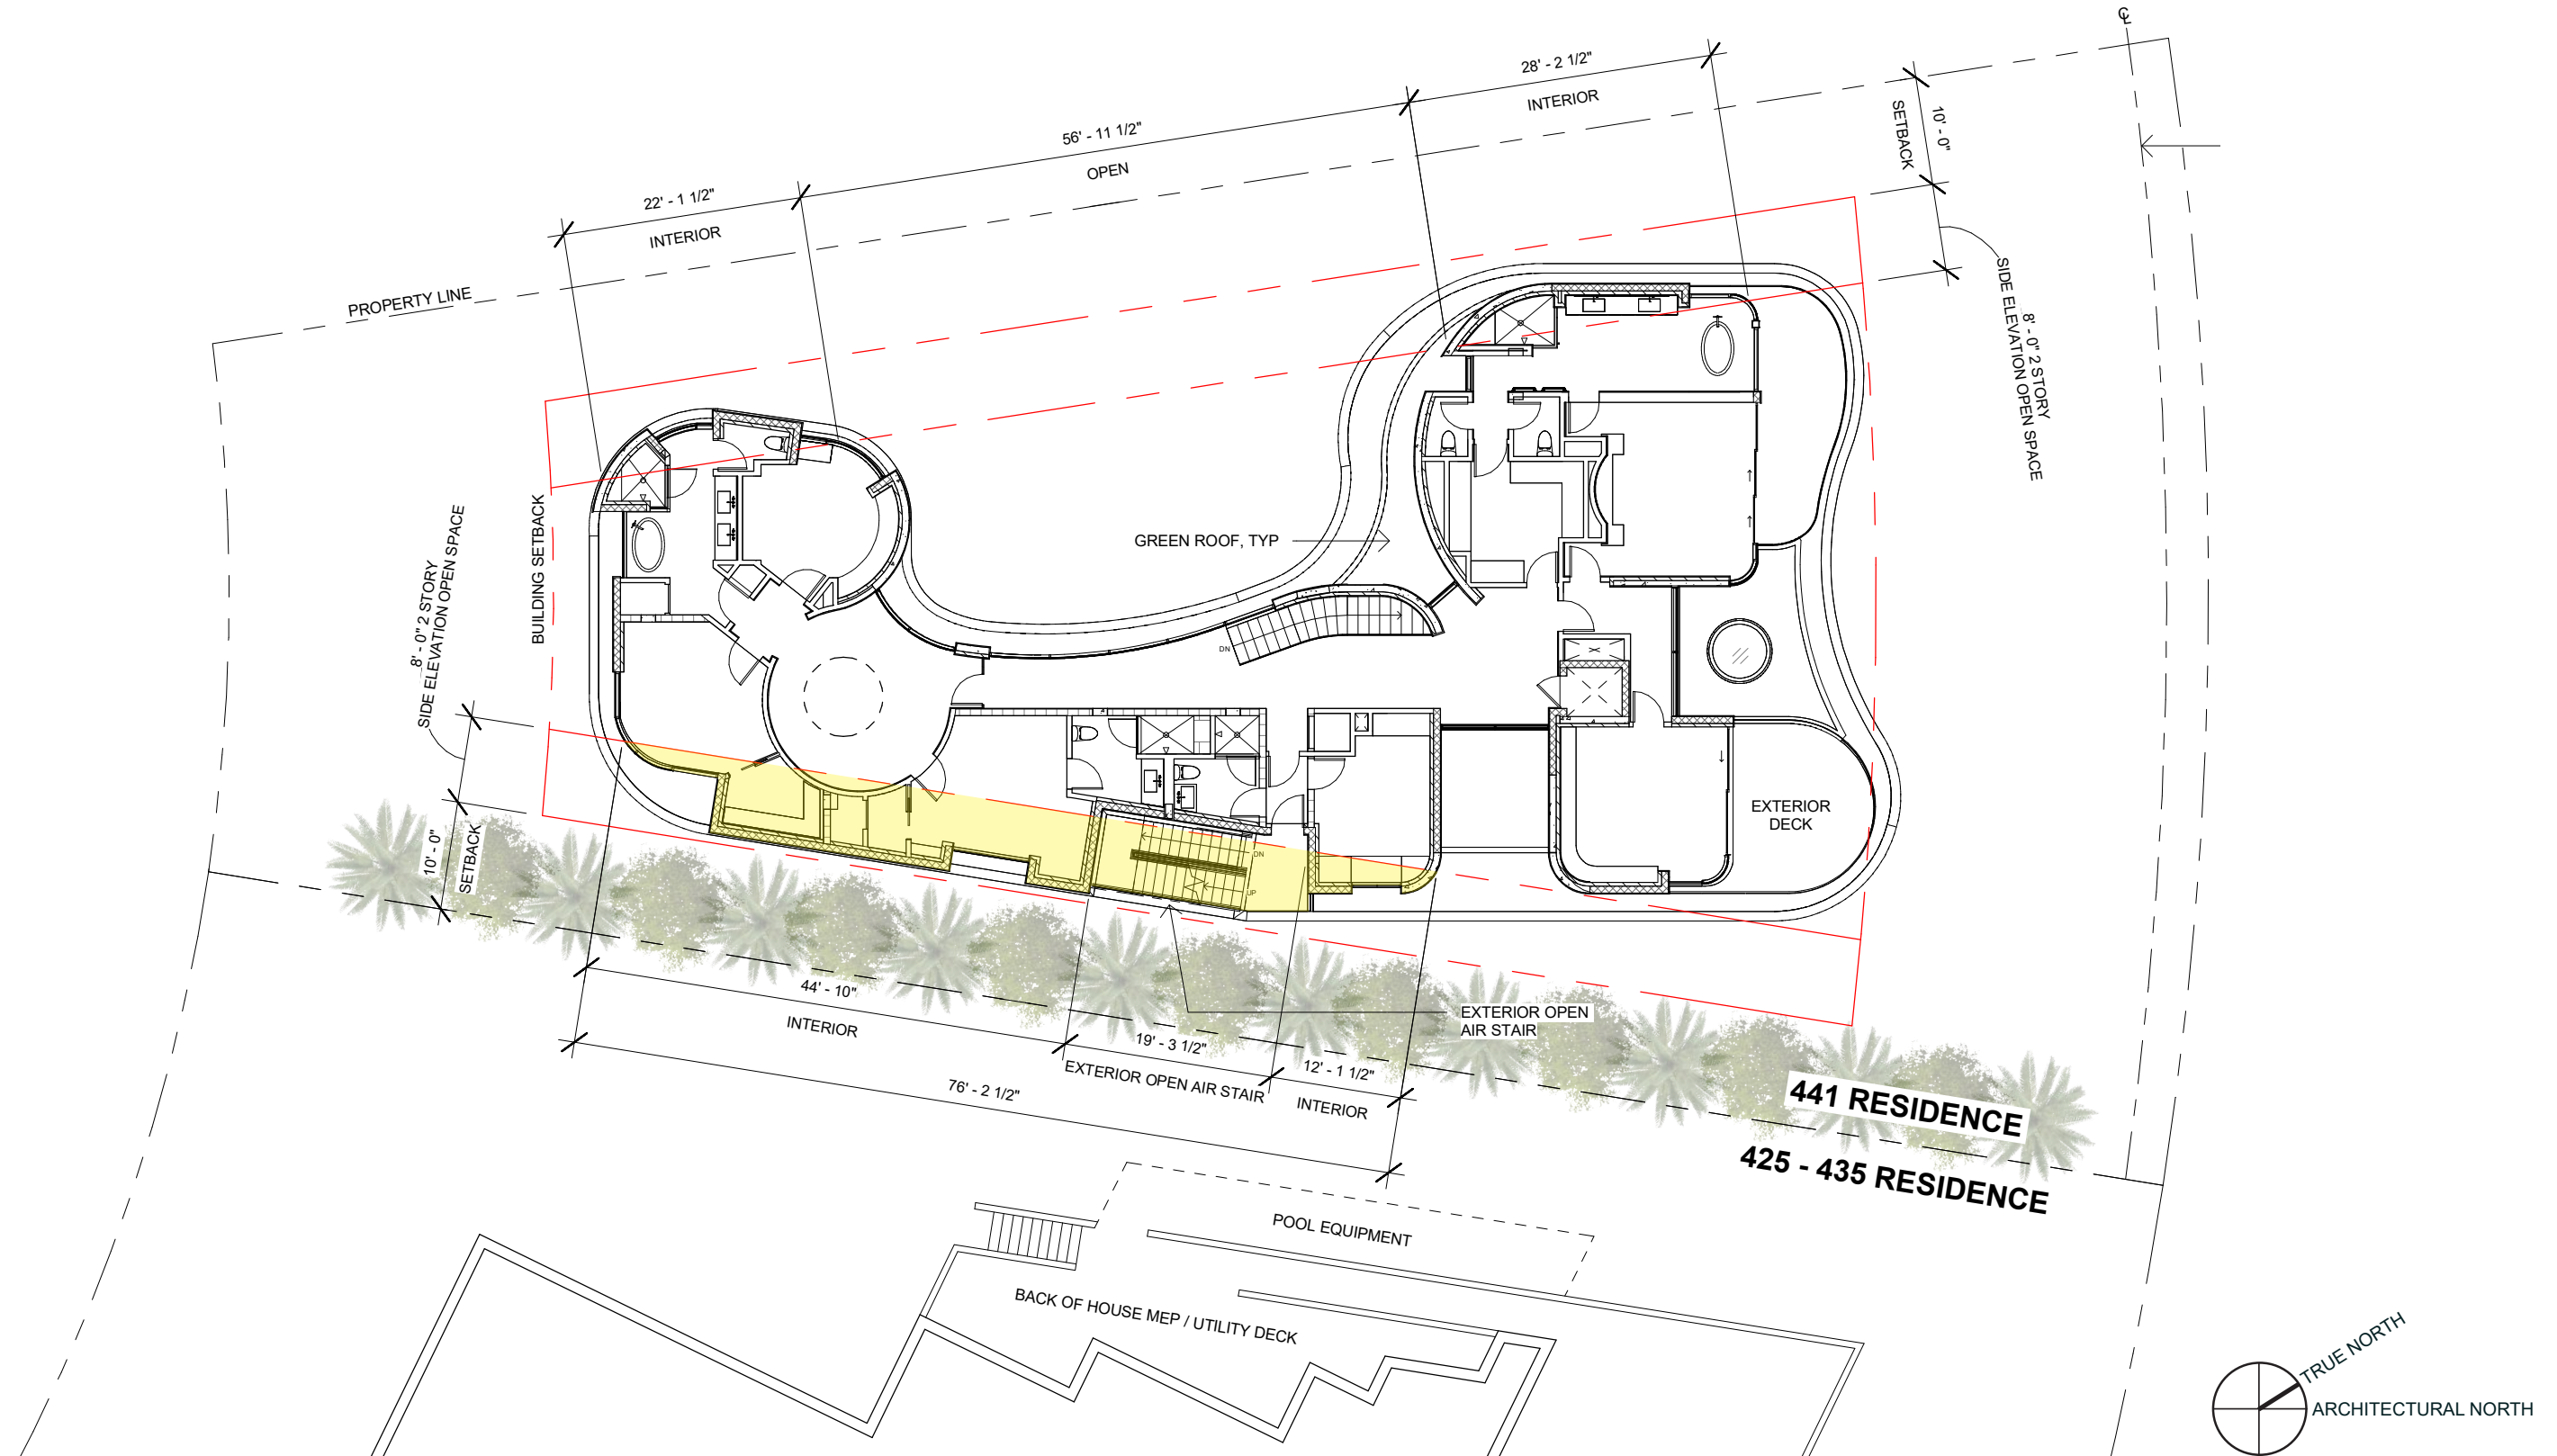 ℄
28' - 2 1/2"
INTERIOR
10' - 0"
SETBACK
56' - 11 1/2"
OPEN
22' - 1 1/2"
INTERIOR
PROPERTY LINE
8' - 0" 2 STORY
SIDE ELEVATION OPEN SPACE
BUILDING SETBACK
8' - 0" 2 STORY
SIDE ELEVATION OPEN SPACE
GREEN ROOF, TYP
DN
EXTERIOR
DECK
10' - 0"
SETBACK
DN
UP
44' - 10"
INTERIOR
EXTERIOR OPEN
AIR STAIR
19' - 3 1/2"
EXTERIOR OPEN AIR STAIR
12' - 1 1/2"
INTERIOR
76' - 2 1/2"
441 RESIDENCE
425 - 435 RESIDENCE
POOL EQUIPMENT
BACK OF HOUSE MEP / UTILITY DECK
TRUE NORTH
ARCHITECTURAL NORTH